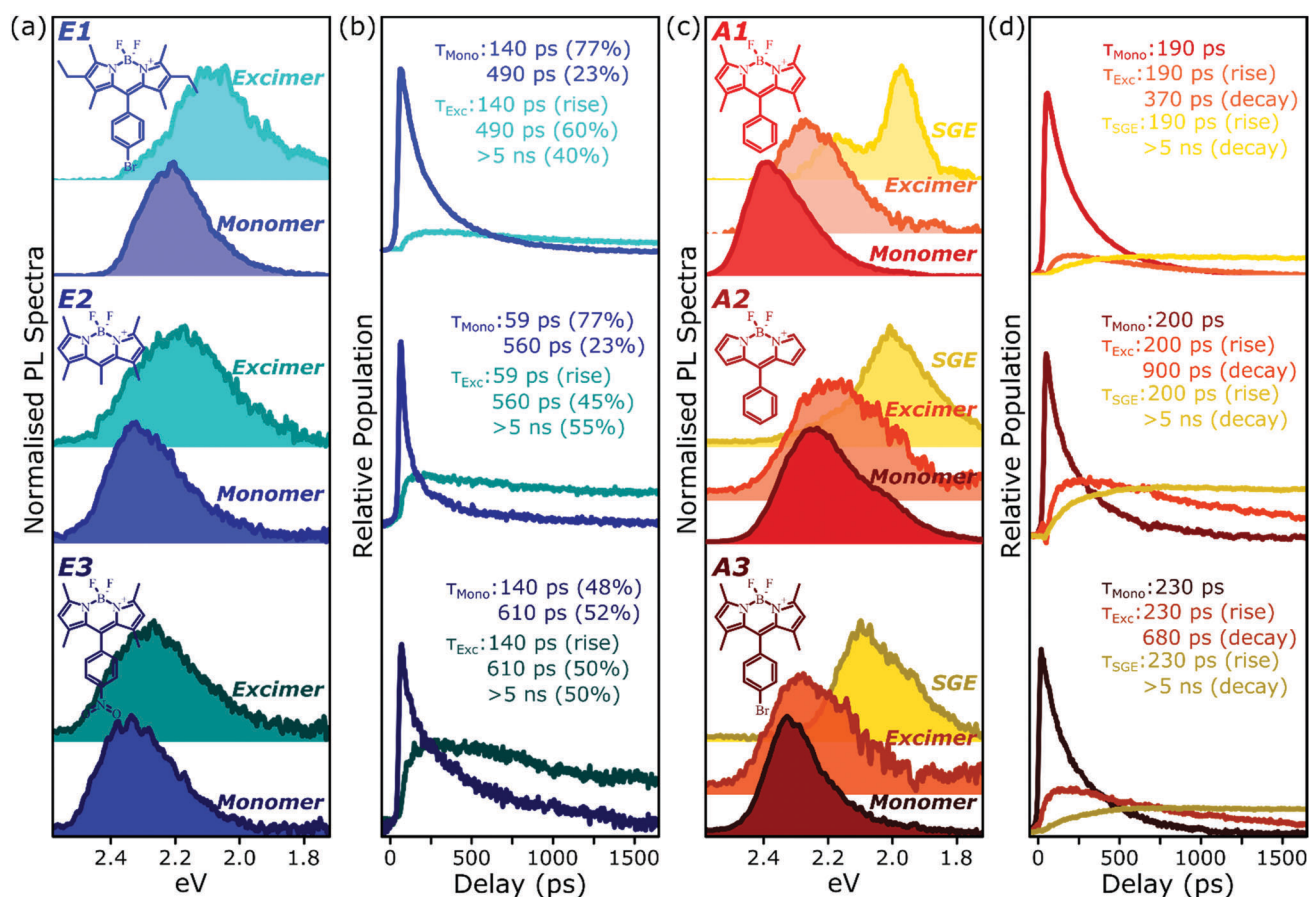 (a)
Normalised PL Spectra
E1
F F
B
N N+
Br
Excimer
Monomer
E2
F F
B
N N+
Excimer
Monomer
E3
F F
B
N N+
N+
O
Excimer
Monomer
2.4 2.2 2.0 1.8
eV
(b)
Relative Population
τMono:140 ps (77%)
490 ps (23%)
τExc:140 ps (rise)
490 ps (60%)
>5 ns (40%)
τMono:59 ps (77%)
560 ps (23%)
τExc:59 ps (rise)
560 ps (45%)
>5 ns (55%)
τMono:140 ps (48%)
610 ps (52%)
τExc:140 ps (rise)
610 ps (50%)
>5 ns (50%)
0 500 1000 1500
Delay (ps)
(c)
Normalised PL Spectra
A1
F F
B
N N+
SGE
Excimer
Monomer
A2
F F
B
N N+
SGE
Excimer
Monomer
A3
F F
B
N N+
Br
SGE
Excimer
Monomer
2.4 2.2 2.0 1.8
eV
(d)
Relative Population
τMono:190 ps
τExc:190 ps (rise)
370 ps (decay)
τSGE:190 ps (rise)
>5 ns (decay)
τMono:200 ps
τExc:200 ps (rise)
900 ps (decay)
τSGE:200 ps (rise)
>5 ns (decay)
τMono:230 ps
τExc:230 ps (rise)
680 ps (decay)
τSGE:230 ps (rise)
>5 ns (decay)
0 500 1000 1500
Delay (ps)